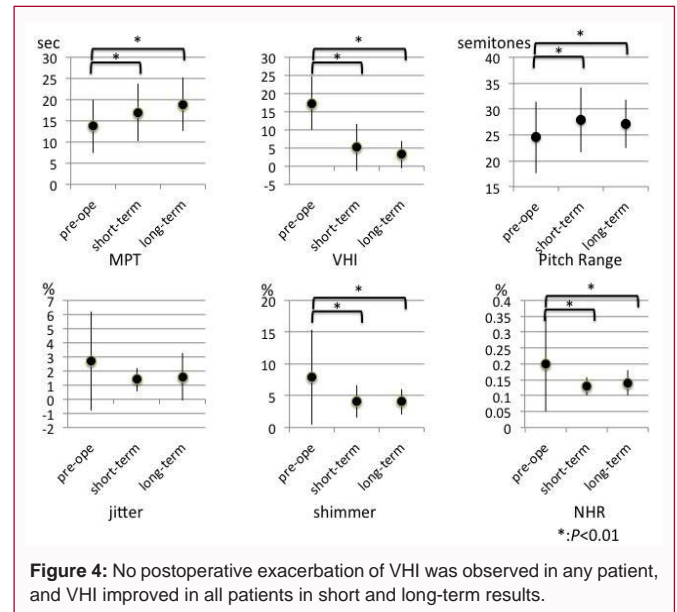 sec
*
*
30
25
20
15
10
5
0
pre-ope
short-term
long-term
MPT
*
*
30
25
20
15
10
5
0
-5
pre-ope
short-term
long-term
VHI
semitones
*
*
40
35
30
25
20
15
pre-ope
short-term
long-term
Pitch Range
%
7
6
5
4
3
2
1
0
-1
-2
pre-ope
short-term
long-term
jitter
%
*
*
20
15
10
5
0
pre-ope
short-term
long-term
shimmer
%
*
*
0.4
0.35
0.3
0.25
0.2
0.15
0.1
0.05
0
pre-ope
short-term
long-term
NHR
*:P<0.01
Figure 4: No postoperative exacerbation of VHI was observed in any patient,
and VHI improved in all patients in short and long-term results.